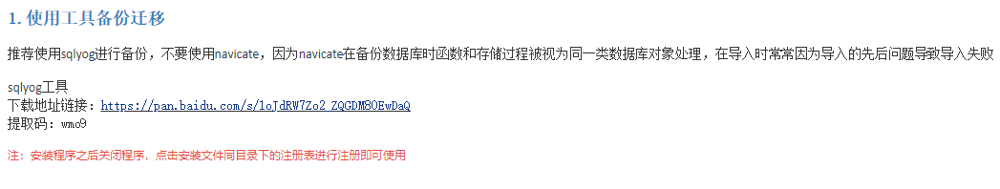 1. 使用工具备份迁移
推荐使用sqlyog进行备份，不要使用navicate，因为navicate在备份数据库时函数和存储过程被视为同一类数据库对象处理，在导入时常常因为导入的先后问题导致导入失败
sqlyog工具
下载地址链接：https://pan.baidu.com/s/1oJdRW7Zo2_ZQGDM8OEwDaQ
提取码：wmo9
注：安装程序之后关闭程序，点击安装文件同目录下的注册表进行注册即可使用